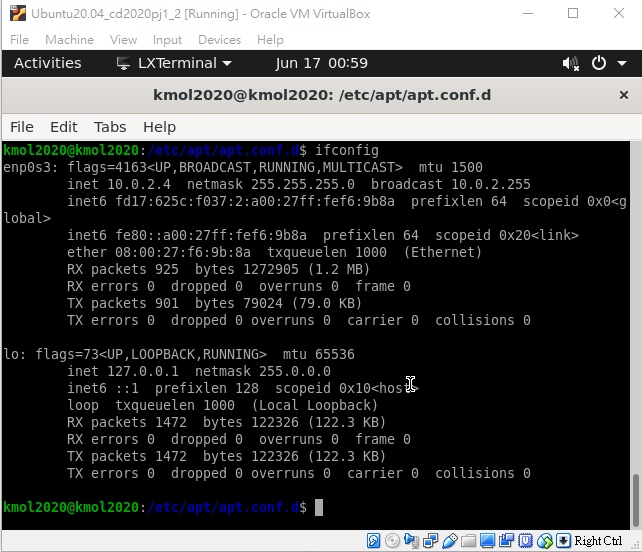 Ubuntu20.04_cd2020pj1_2 [Running] - Oracle VM VirtualBox
File Machine View Input Devices Help
Activities LXTerminal Jun 17 00:59
kmol2020@kmol2020: /etc/apt/apt.conf.d
File Edit Tabs Help
kmol2020@kmol2020:/etc/apt/apt.conf.d$ ifconfig
enp0s3: flags=4163<UP,BROADCAST,RUNNING,MULTICAST>  mtu 1500
        inet 10.0.2.4  netmask 255.255.255.0  broadcast 10.0.2.255
        inet6 fd17:625c:f037:2:a00:27ff:fef6:9b8a  prefixlen 64  scopeid 0x0<g
lobal>
        inet6 fe80::a00:27ff:fef6:9b8a  prefixlen 64  scopeid 0x20<link>
        ether 08:00:27:f6:9b:8a  txqueuelen 1000  (Ethernet)
        RX packets 925  bytes 1272905 (1.2 MB)
        RX errors 0  dropped 0  overruns 0  frame 0
        TX packets 901  bytes 79024 (79.0 KB)
        TX errors 0  dropped 0 overruns 0  carrier 0  collisions 0
lo: flags=73<UP,LOOPBACK,RUNNING>  mtu 65536
        inet 127.0.0.1  netmask 255.0.0.0
        inet6 ::1  prefixlen 128  scopeid 0x10<host>
        loop  txqueuelen 1000  (Local Loopback)
        RX packets 1472  bytes 122326 (122.3 KB)
        RX errors 0  dropped 0  overruns 0  frame 0
        TX packets 1472  bytes 122326 (122.3 KB)
        TX errors 0  dropped 0 overruns 0  carrier 0  collisions 0
kmol2020@kmol2020:/etc/apt/apt.conf.d$
Right Ctrl